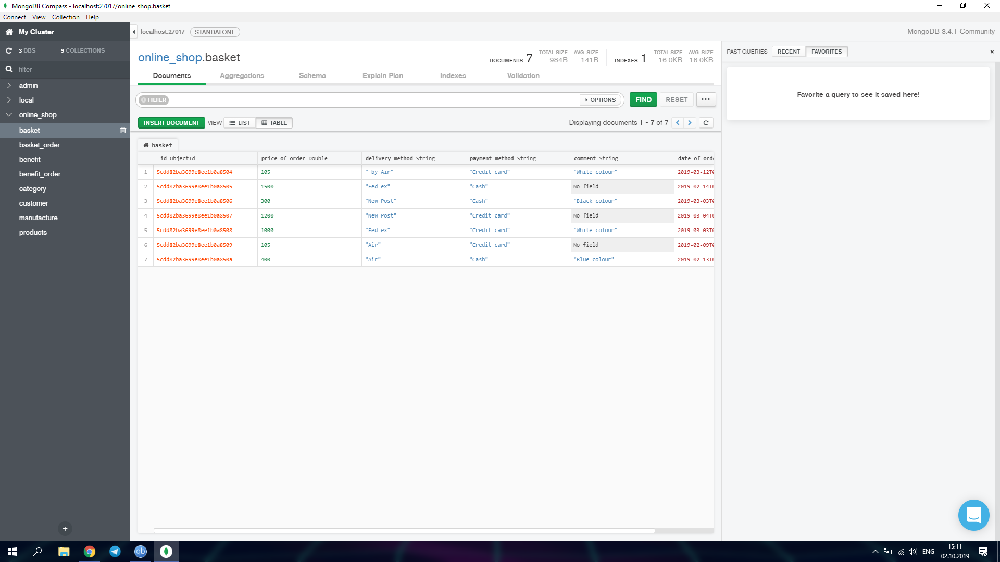 MongoDB Compass - localhost:27017/online_shop.basket
Connect View Collection Help
My Cluster
3 DBS 9 COLLECTIONS
filter
admin
local
online_shop
basket
basket_order
benefit
benefit_order
category
customer
manufacture
products
+
localhost:27017 STANDALONE
MongoDB 3.4.1 Community
online_shop.basket
DOCUMENTS 7 TOTAL SIZE 984B AVG. SIZE 141B INDEXES 1 TOTAL SIZE 16.0KB AVG. SIZE 16.0KB
Documents Aggregations Schema Explain Plan Indexes Validation
FILTER OPTIONS FIND RESET ...
INSERT DOCUMENT VIEW LIST TABLE Displaying documents 1 - 7 of 7
basket
_id ObjectId price_of_order Double delivery_method String payment_method String comment String date_of_orde
1 5cdd82ba3699e8ee1b0a8504 105 " by Air" "Credit card" "White colour" 2019-03-12T0
2 5cdd82ba3699e8ee1b0a8505 1500 "Fed-ex" "Cash" No field 2019-02-14T0
3 5cdd82ba3699e8ee1b0a8506 300 "New Post" "Cash" "Black colour" 2019-03-03T0
4 5cdd82ba3699e8ee1b0a8507 1200 "New Post" "Credit card" No field 2019-03-04T0
5 5cdd82ba3699e8ee1b0a8508 1000 "Fed-ex" "Credit card" "White colour" 2019-03-03T0
6 5cdd82ba3699e8ee1b0a8509 105 "Air" "Credit card" No field 2019-02-09T0
7 5cdd82ba3699e8ee1b0a850a 400 "Air" "Cash" "Blue colour" 2019-02-13T0
PAST QUERIES RECENT FAVORITES ×
Favorite a query to see it saved here!
qb
ENG
15:11
02.10.2019